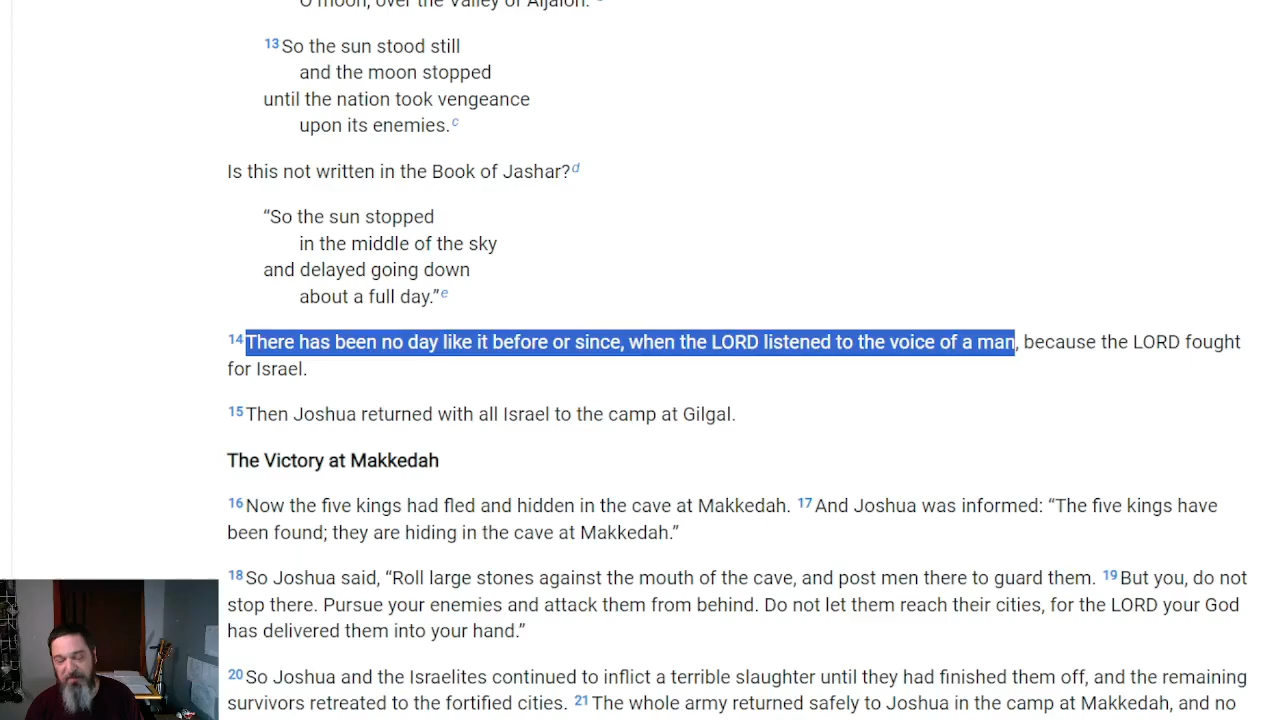 O moon, over the Valley of Aijalon.”
13 So the sun stood still
and the moon stopped
until the nation took vengeance
upon its enemies. c
Is this not written in the Book of Jashar? d
“So the sun stopped
in the middle of the sky
and delayed going down
about a full day.” e
14 There has been no day like it before or since, when the LORD listened to the voice of a man, because the LORD fought
for Israel.
15 Then Joshua returned with all Israel to the camp at Gilgal.
The Victory at Makkedah
16 Now the five kings had fled and hidden in the cave at Makkedah. 17 And Joshua was informed: “The five kings have
been found; they are hiding in the cave at Makkedah.”
18 So Joshua said, “Roll large stones against the mouth of the cave, and post men there to guard them. 19 But you, do not
stop there. Pursue your enemies and attack them from behind. Do not let them reach their cities, for the LORD your God
has delivered them into your hand.”
20 So Joshua and the Israelites continued to inflict a terrible slaughter until they had finished them off, and the remaining
survivors retreated to the fortified cities. 21 The whole army returned safely to Joshua in the camp at Makkedah, and no